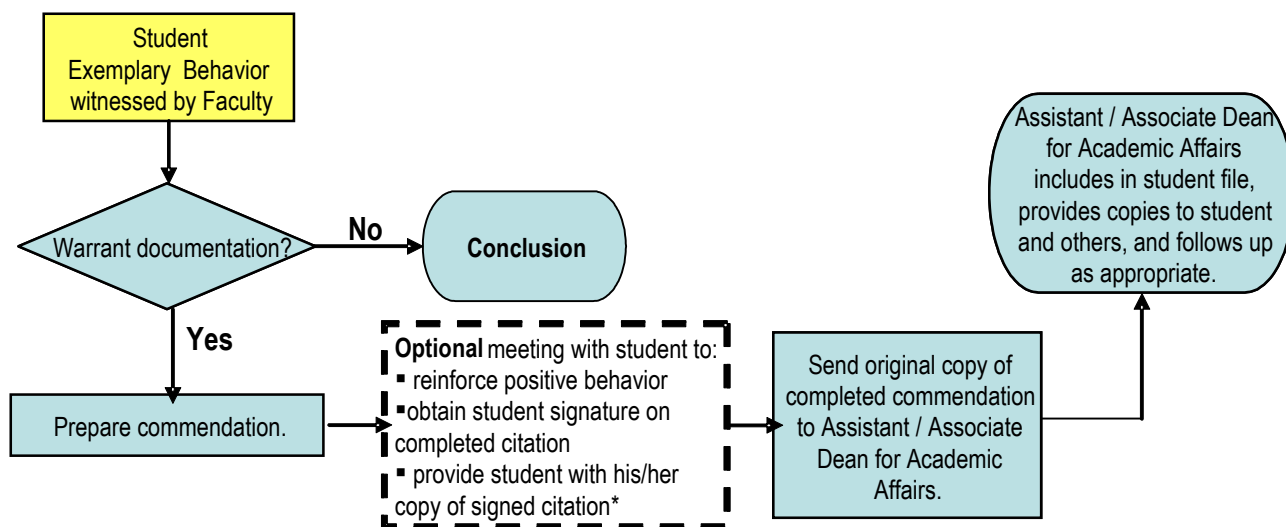 Student
Exemplary Behavior
witnessed by Faculty
Warrant documentation?
No
Conclusion
Yes
Prepare commendation.
Optional meeting with student to:
▪ reinforce positive behavior
▪obtain student signature on
completed citation
▪ provide student with his/her
copy of signed citation*
Send original copy of
completed commendation
to Assistant / Associate
Dean for Academic
Affairs.
Assistant / Associate Dean
for Academic Affairs
includes in student file,
provides copies to student
and others, and follows up
as appropriate.